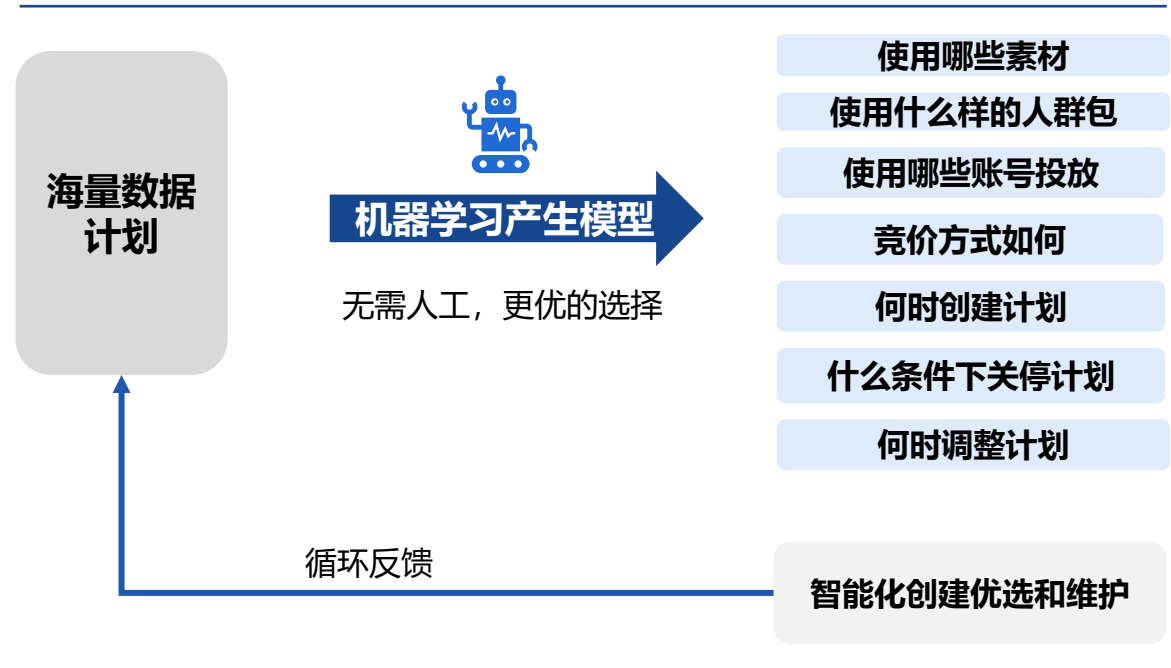 海量数据
计划
机器学习产生模型
无需人工，更优的选择
使用哪些素材
使用什么样的人群包
使用哪些账号投放
竞价方式如何
何时创建计划
什么条件下关停计划
何时调整计划
循环反馈
智能化创建优选和维护